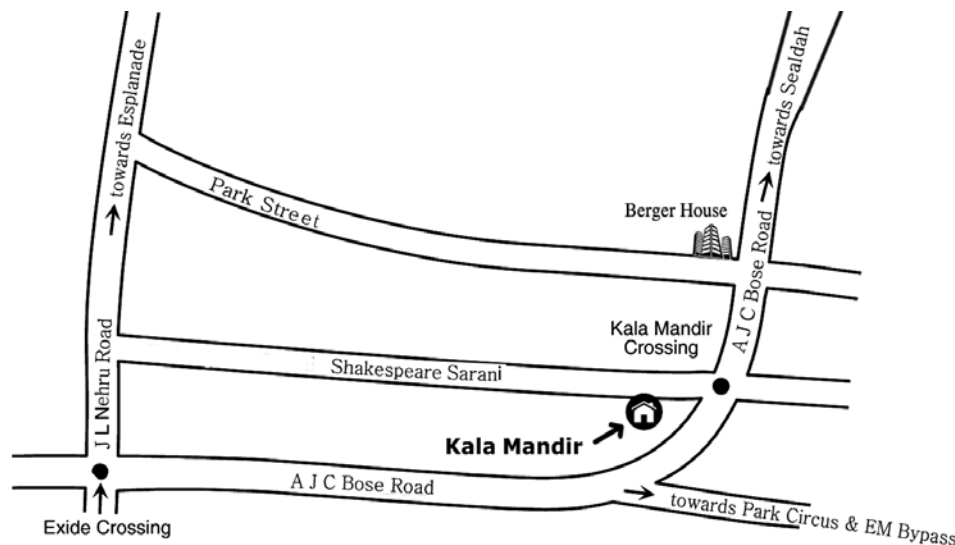 towards Esplanade
towards Sealdah
Park Street
Berger House
A J C Bose Road
Kala Mandir
Crossing
J L Nehru Road
Shakespeare Sarani
Kala Mandir
A J C Bose Road
towards Park Circus & EM Bypass
Exide Crossing